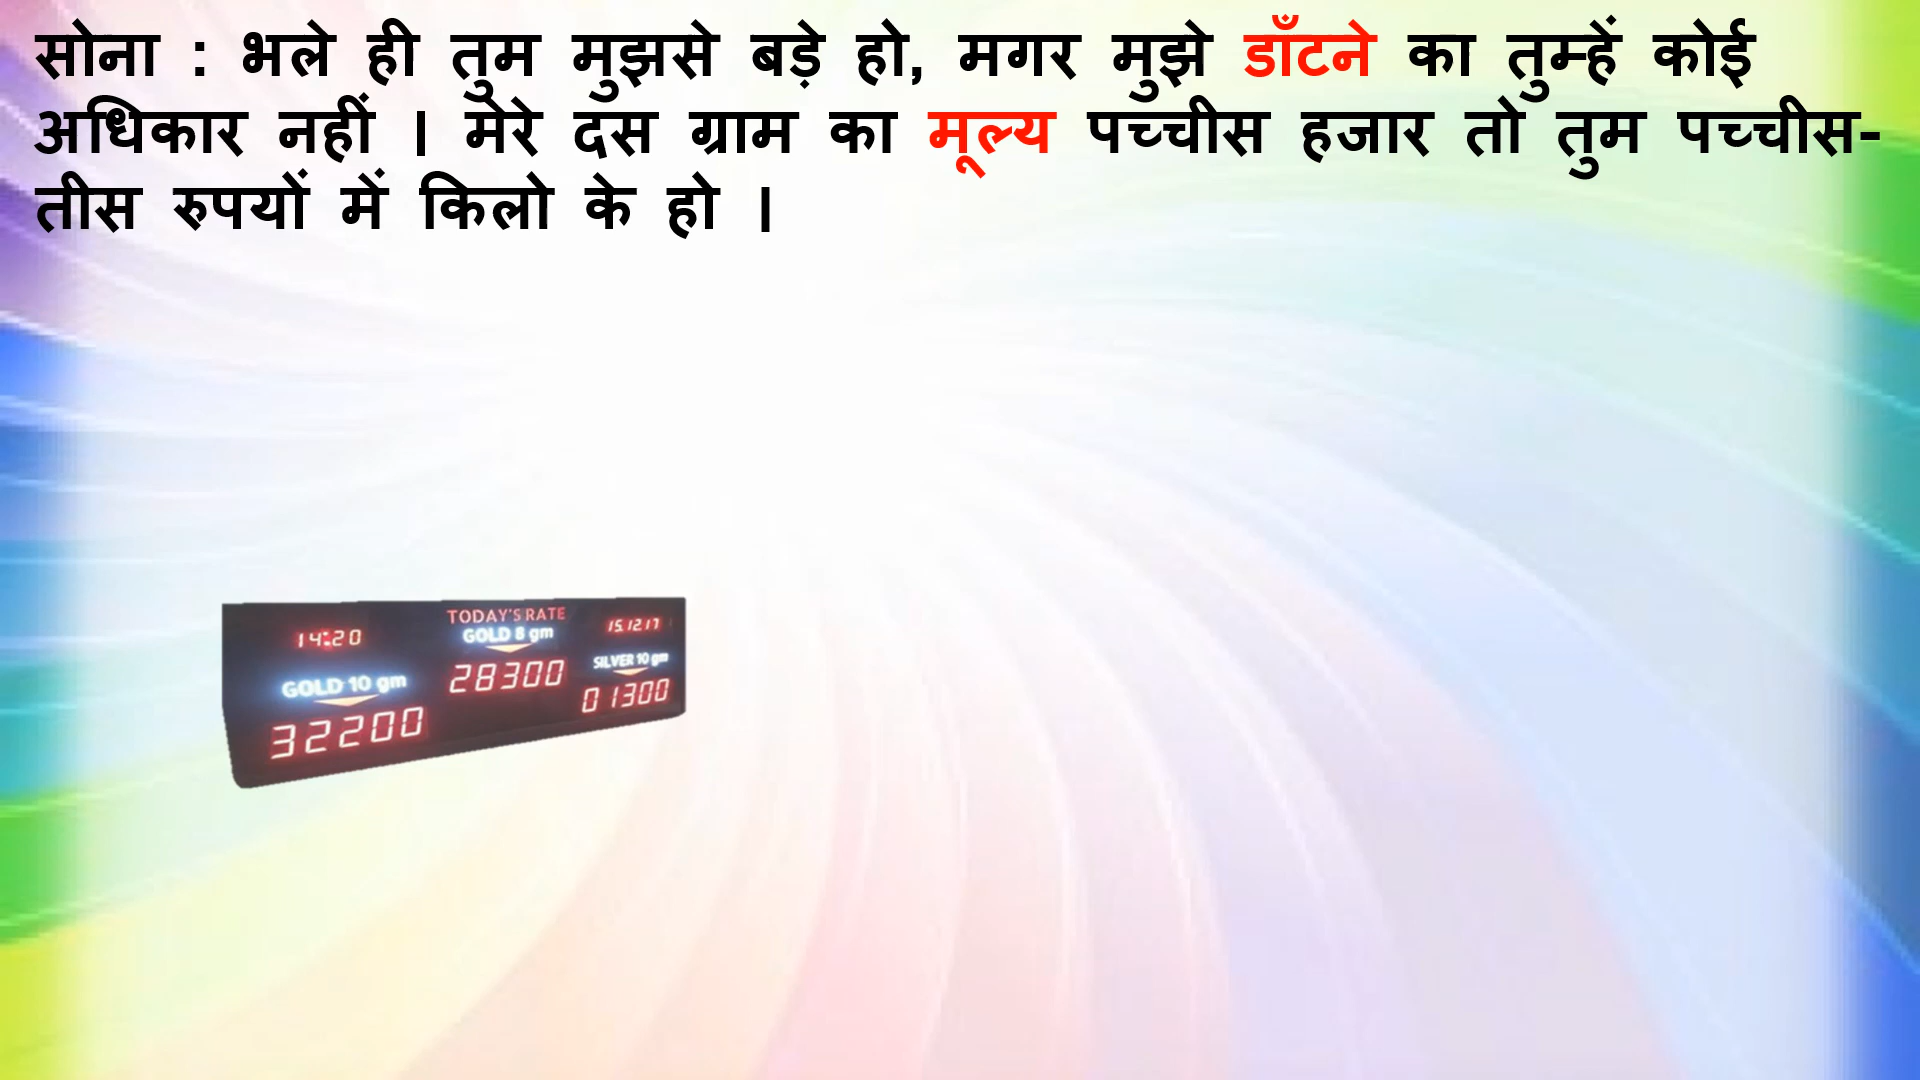 सोना : भले ही तुम मुझसे बड़े हो, मगर मुझे डाँटने का तुम्हें कोई
अधिकार नहीं । मेरे दस ग्राम का मूल्य पच्चीस हजार तो तुम पच्चीस-
तीस रुपयों में किलो के हो ।
TODAY'S RATE
14:20
GOLD 8 gm
15.12.17
28300
SILVER 10 gm
01300
GOLD 10 gm
32200